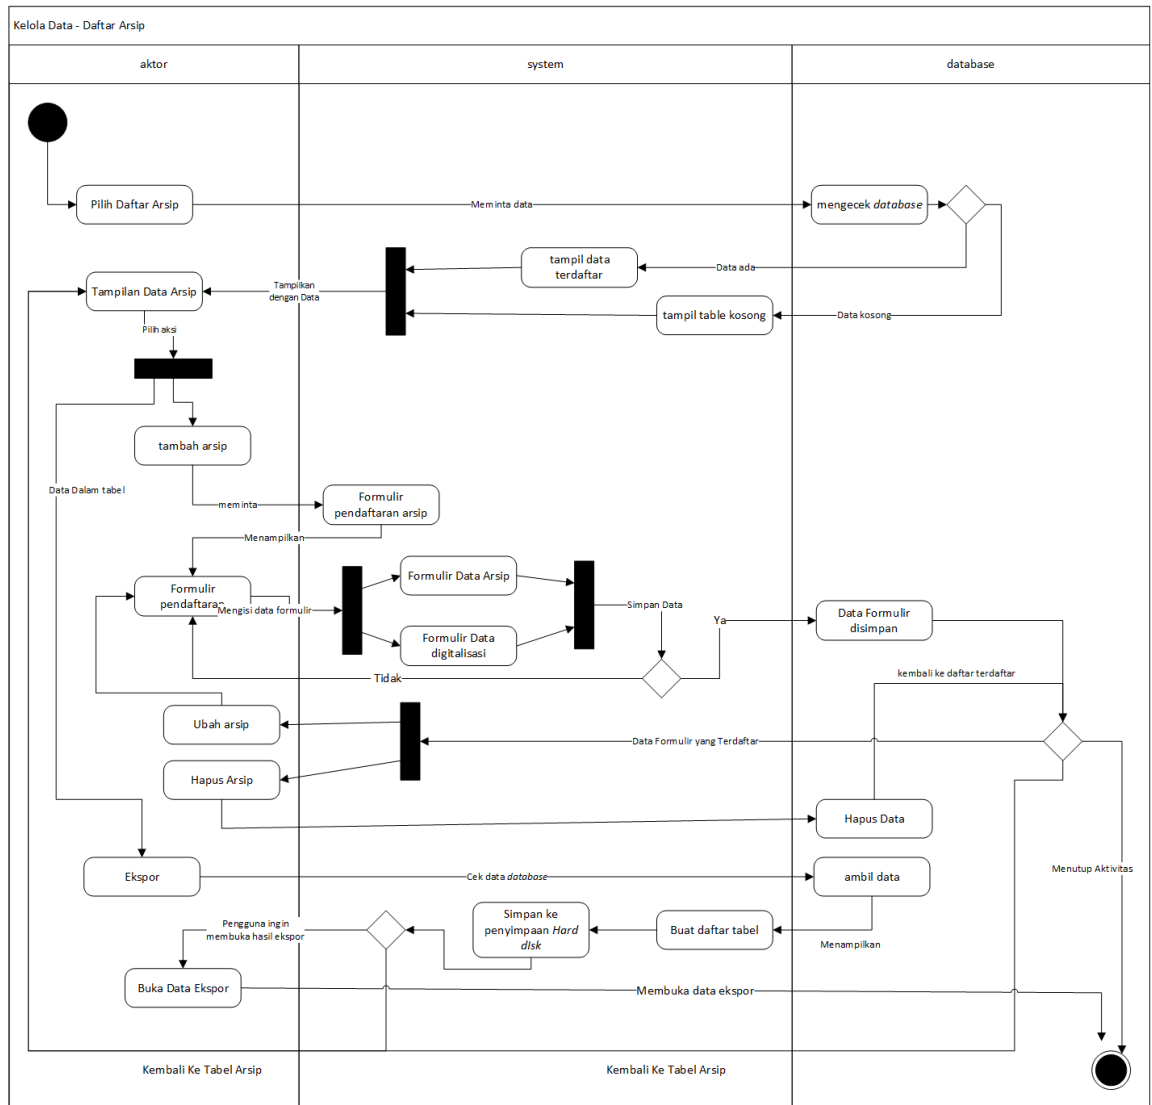 Kelola Data - Daftar Arsip
aktor
system
database
Pilih Daftar Arsip
Meminta data
mengecek database
tampil data
terdaftar
Data ada
Tampilkan
dengan Data
Tampilan Data Arsip
tampil table kosong
Data kosong
Pilih aksi
tambah arsip
Data Dalam tabel
meminta
Formulir
pendaftaran arsip
Menampilkan
Formulir
pendaftaran
Mengisi data formulir
Formulir Data Arsip
Formulir Data
digitalisasi
Simpan Data
Ya
Data Formulir
disimpan
Tidak
kembali ke daftar terdaftar
Ubah arsip
Data Formulir yang Terdaftar
Hapus Arsip
Hapus Data
Ekspor
Cek data database
ambil data
Menutup Aktivitas
Pengguna ingin
membuka hasil ekspor
Simpan ke
penyimpaan Hard
dIsk
Buat daftar tabel
Menampilkan
Buka Data Ekspor
Membuka data ekspor
Kembali Ke Tabel Arsip
Kembali Ke Tabel Arsip